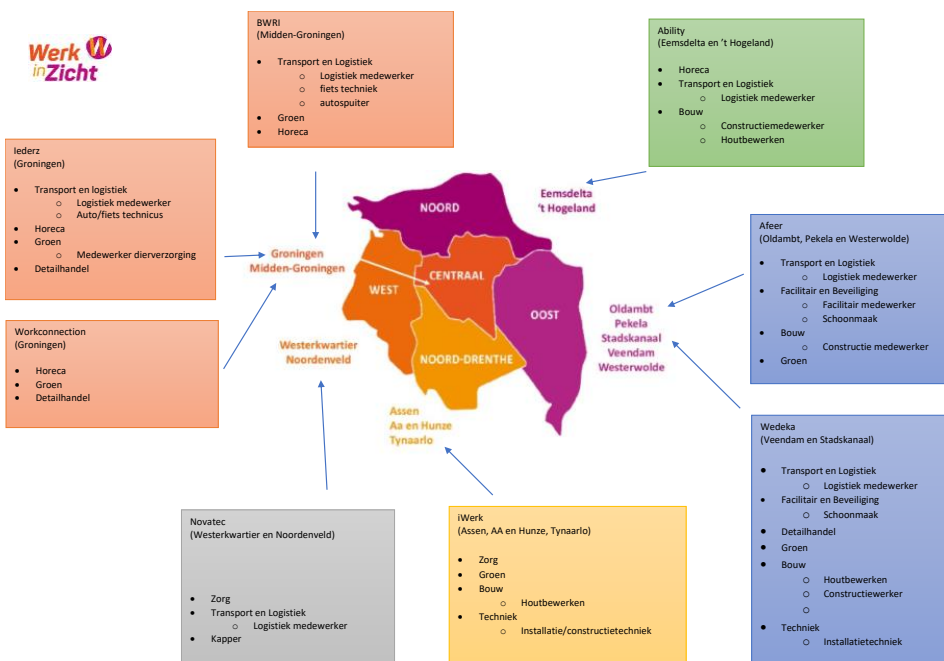 Werk
inZicht
BWRI
(Midden-Groningen)
• Transport en Logistiek
o Logistiek medewerker
o fiets techniek
o autospuiter
• Groen
• Horeca
Ability
(Eemsdelta en 't Hogeland)
• Horeca
• Transport en Logistiek
o Logistiek medewerker
• Bouw
o Constructiemedewerker
o Houtbewerken
Iederz
(Groningen)
• Transport en logistiek
o Logistiek medewerker
o Auto/fiets technicus
• Horeca
• Groen
o Medewerker dierverzorging
• Detailhandel
Workconnection
(Groningen)
• Horeca
• Groen
• Detailhandel
NOORD
Eemsdelta
't Hogeland
Groningen
Midden-Groningen
CENTRAAL
WEST
OOST
Oldambt
Pekela
Stadskanaal
Veendam
Westerwolde
Westerkwartier
Noordenveld
NOORD-DRENTHE
Assen
Aa en Hunze
Tynaarlo
Afeer
(Oldambt, Pekela en Westerwolde)
• Transport en Logistiek
o Logistiek medewerker
• Facilitair en Beveiliging
o Facilitair medewerker
o Schoonmaak
• Bouw
o Constructie medewerker
• Groen
Wedeka
(Veendam en Stadskanaal)
• Transport en Logistiek
o Logistiek medewerker
• Facilitair en Beveiliging
o Schoonmaak
• Detailhandel
• Groen
• Bouw
o Houtbewerken
o Constructiewerker
o
• Techniek
o Installatietechniek
Novatec
(Westerkwartier en Noordenveld)
• Zorg
• Transport en Logistiek
o Logistiek medewerker
• Kapper
iWerk
(Assen, AA en Hunze, Tynaarlo)
• Zorg
• Groen
• Bouw
o Houtbewerken
• Techniek
o Installatie/constructietechniek